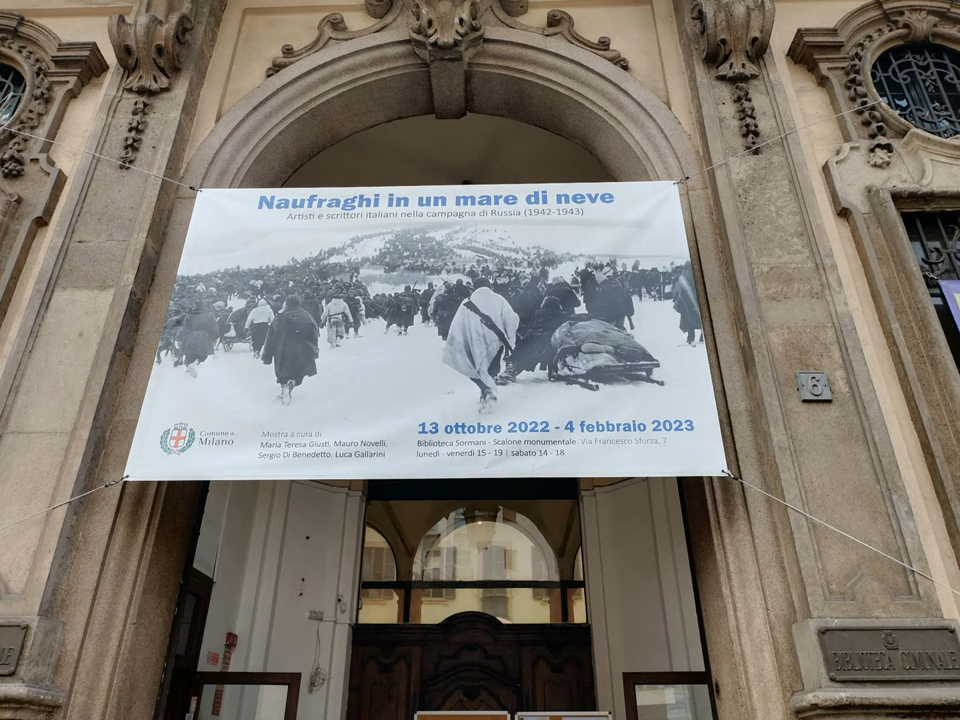 Naufraghi in un mare di neve
Artisti e scrittori italiani nella campagna di Russia (1942-1943)
Comune di
Milano
Mostra a cura di
Maria Teresa Giusti, Mauro Novelli,
Sergio Di Benedetto, Luca Gallarini
13 ottobre 2022 - 4 febbraio 2023
Biblioteca Sormani - Scalone monumentale Via Francesco Sforza, 7
lunedì - venerdì 15 - 19 | sabato 14 - 18
6
BIBLIOTECA COMUNALE